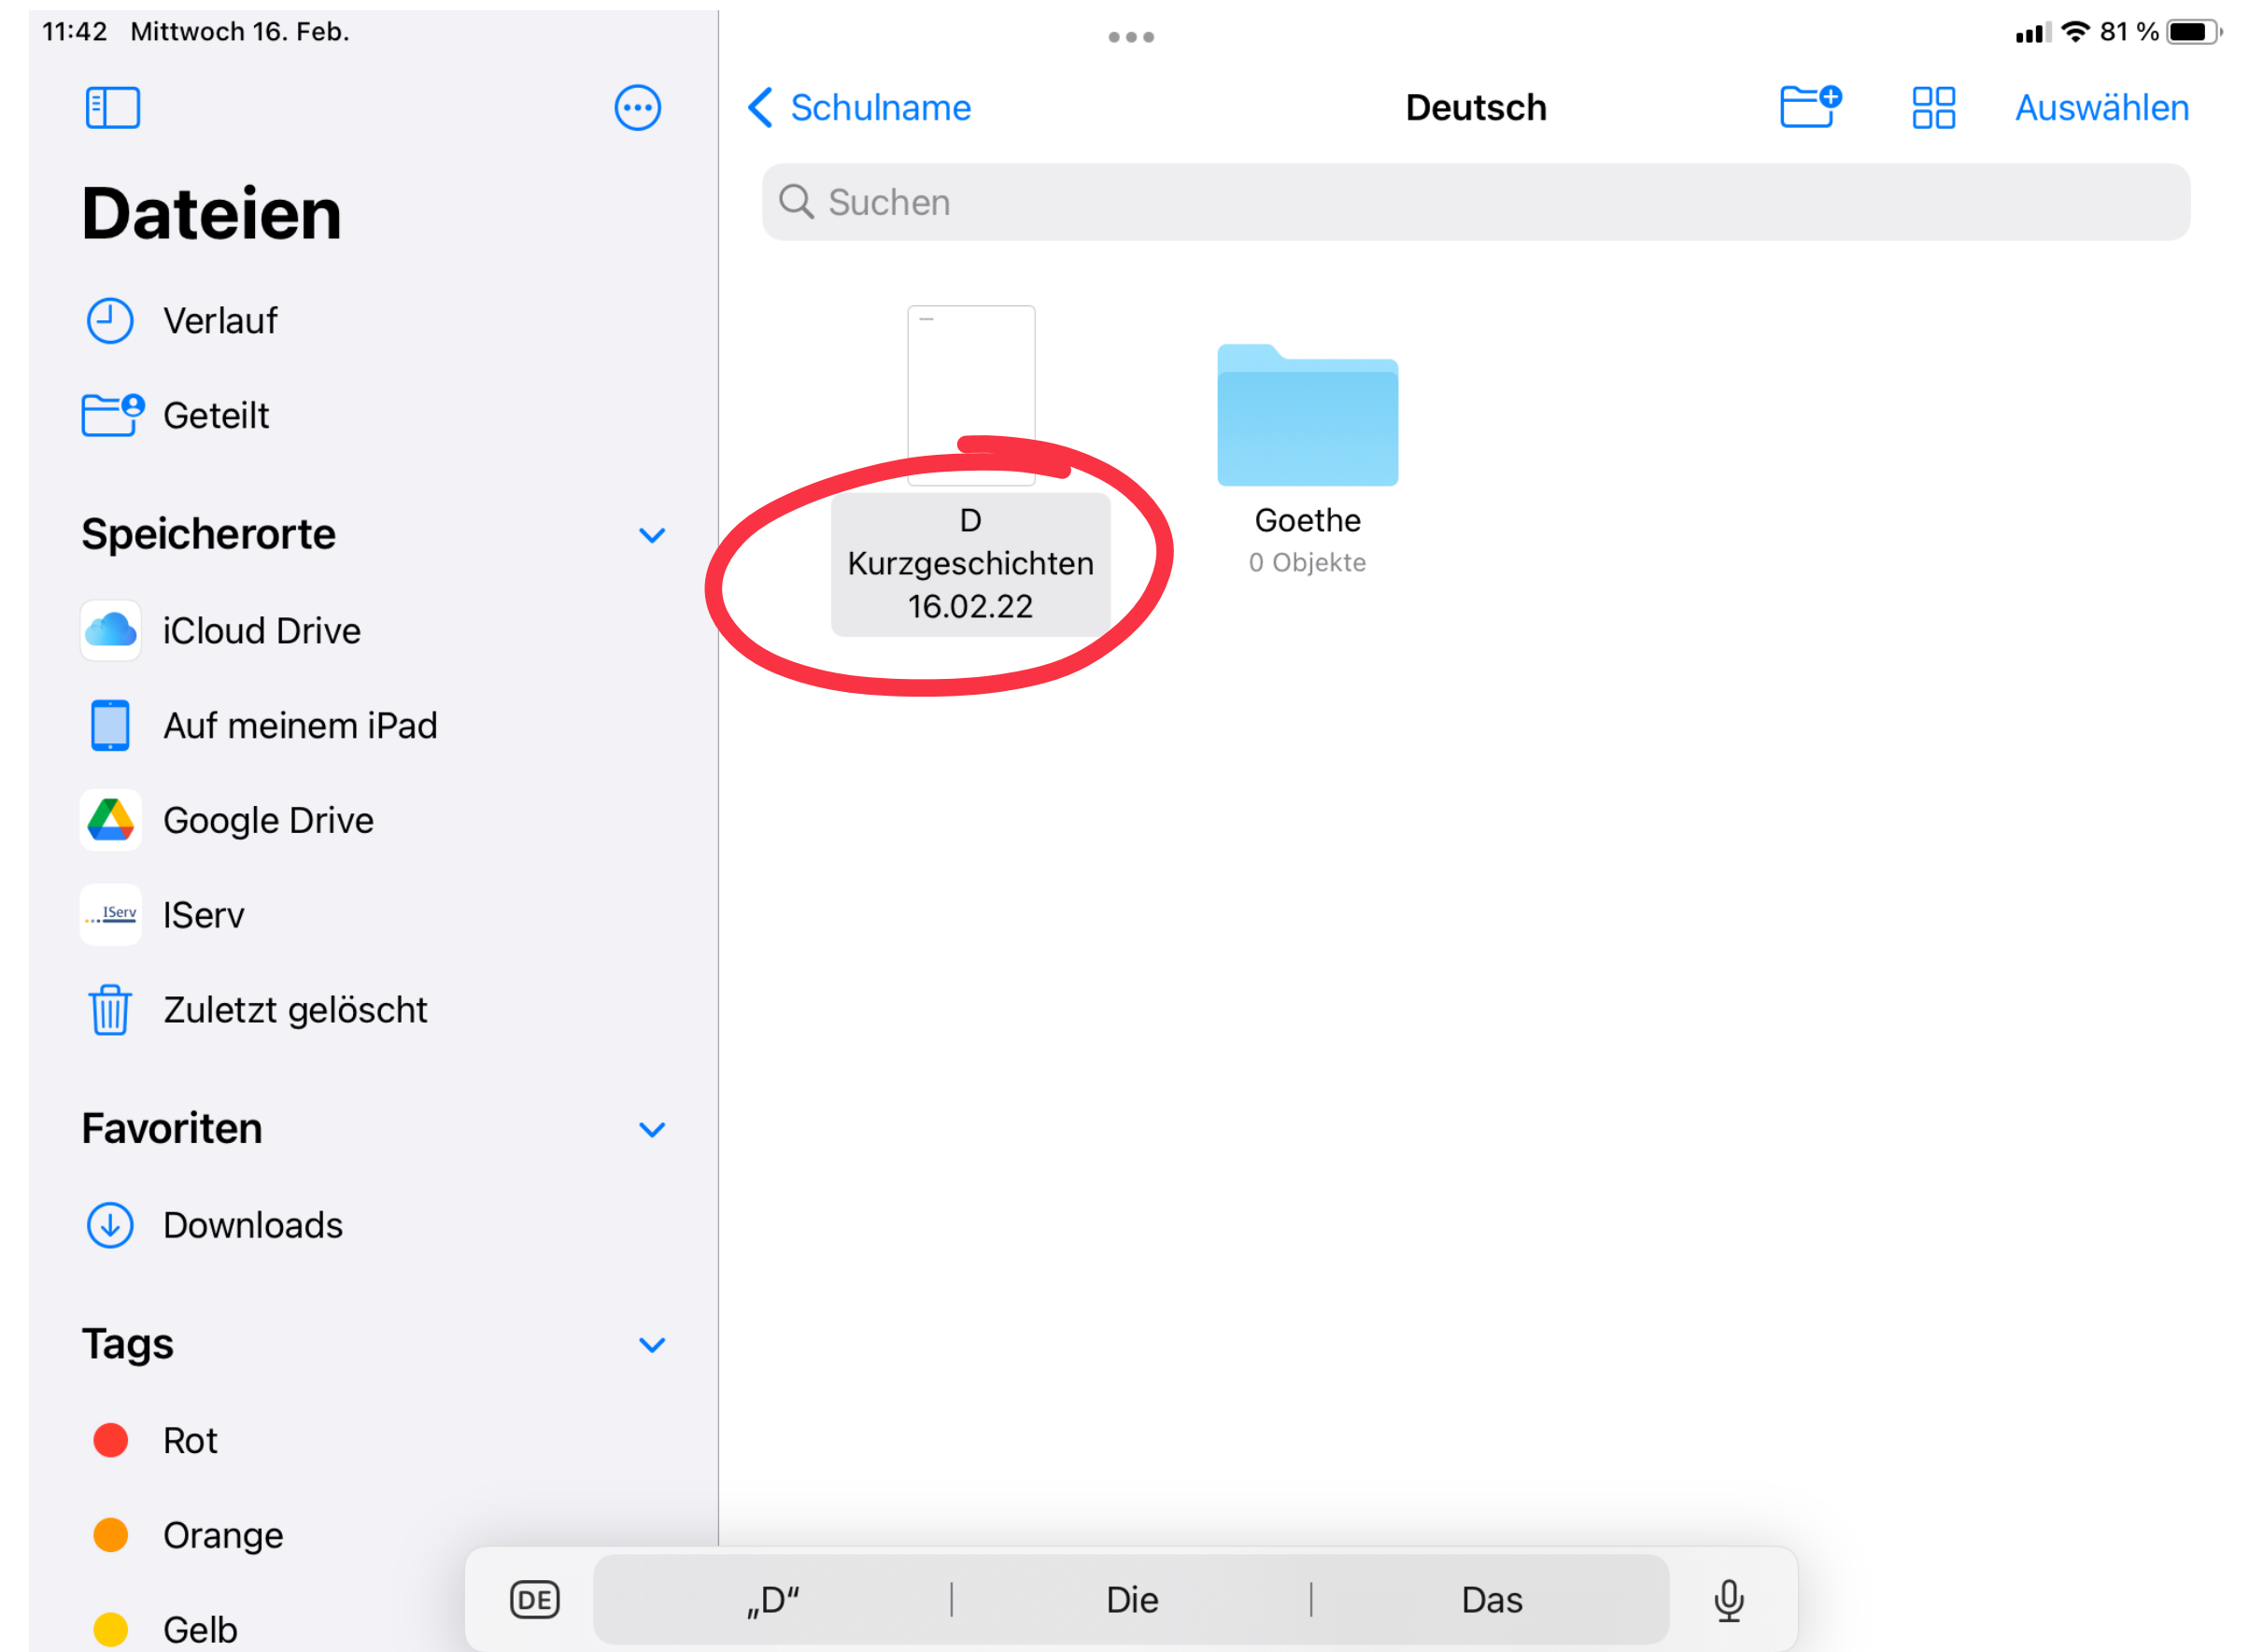 11:42 Mittwoch 16. Feb.
81 %
Dateien
Verlauf
Geteilt
Speicherorte
iCloud Drive
Auf meinem iPad
Google Drive
IServ
IServ
Zuletzt gelöscht
Favoriten
Downloads
Tags
Rot
Orange
Gelb
Schulname
Deutsch
Auswählen
Suchen
D
Kurzgeschichten
16.02.22
Goethe
0 Objekte
DE
„D“
Die
Das